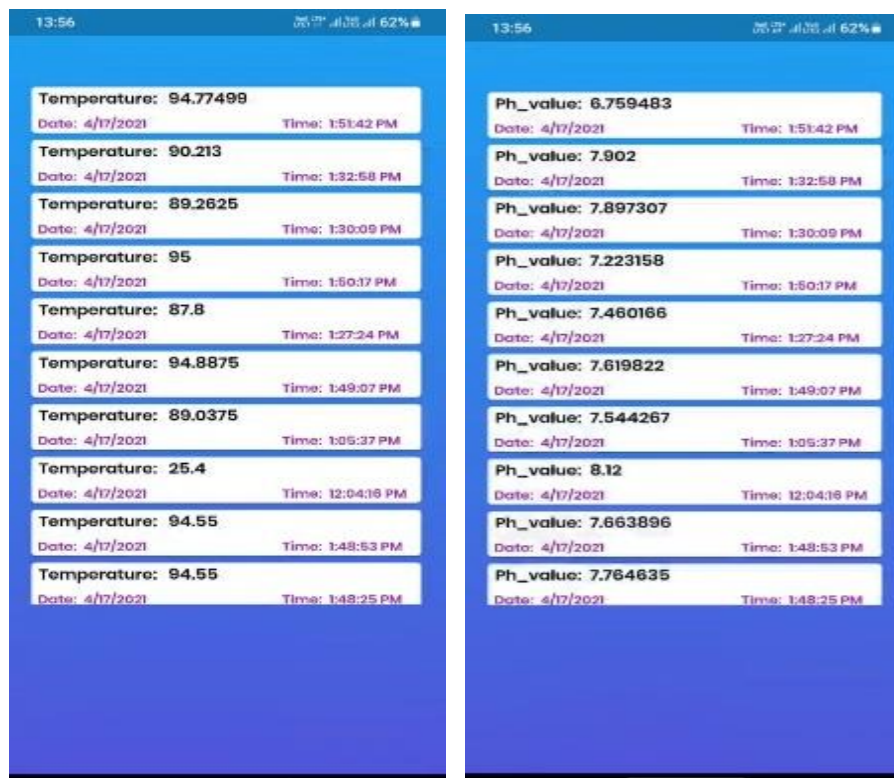 13:56
62%
Temperature: 94.77499
Date: 4/17/2021 Time: 1:51:42 PM
Temperature: 90.213
Date: 4/17/2021 Time: 1:32:58 PM
Temperature: 89.2625
Date: 4/17/2021 Time: 1:30:09 PM
Temperature: 95
Date: 4/17/2021 Time: 1:50:17 PM
Temperature: 87.8
Date: 4/17/2021 Time: 1:27:24 PM
Temperature: 94.8875
Date: 4/17/2021 Time: 1:49:07 PM
Temperature: 89.0375
Date: 4/17/2021 Time: 1:05:37 PM
Temperature: 25.4
Date: 4/17/2021 Time: 12:04:16 PM
Temperature: 94.55
Date: 4/17/2021 Time: 1:48:53 PM
Temperature: 94.55
Date: 4/17/2021 Time: 1:48:25 PM
13:56
62%
Ph_value: 6.759483
Date: 4/17/2021 Time: 1:51:42 PM
Ph_value: 7.902
Date: 4/17/2021 Time: 1:32:58 PM
Ph_value: 7.897307
Date: 4/17/2021 Time: 1:30:09 PM
Ph_value: 7.223158
Date: 4/17/2021 Time: 1:50:17 PM
Ph_value: 7.460166
Date: 4/17/2021 Time: 1:27:24 PM
Ph_value: 7.619822
Date: 4/17/2021 Time: 1:49:07 PM
Ph_value: 7.544267
Date: 4/17/2021 Time: 1:05:37 PM
Ph_value: 8.12
Date: 4/17/2021 Time: 12:04:16 PM
Ph_value: 7.663896
Date: 4/17/2021 Time: 1:48:53 PM
Ph_value: 7.764635
Date: 4/17/2021 Time: 1:48:25 PM